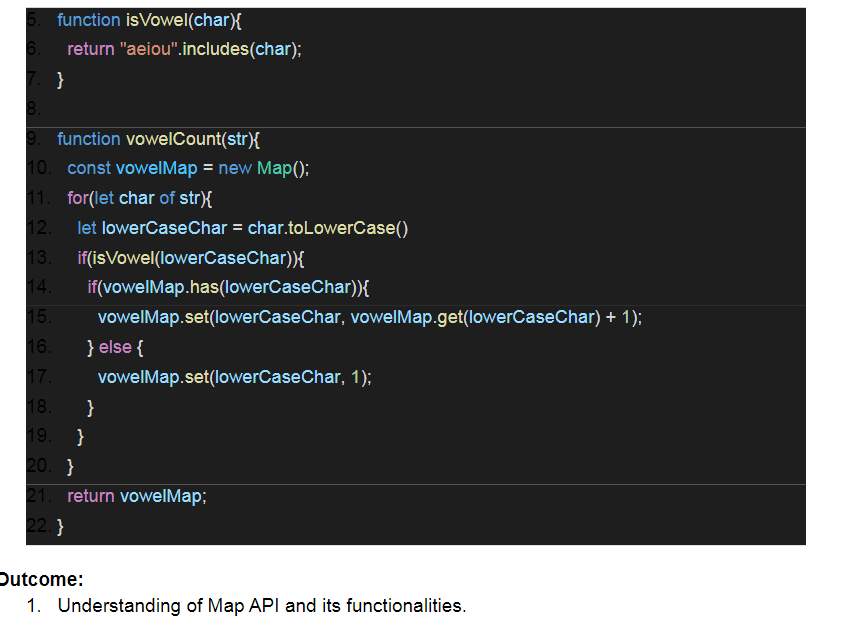 5. function isVowel(char){
6. return "aeiou".includes(char);
7. }
8.
9. function vowelCount(str){
10. const vowelMap = new Map();
11. for(let char of str){
12. let lowerCaseChar = char.toLowerCase()
13. if(isVowel(lowerCaseChar)){
14. if(vowelMap.has(lowerCaseChar)){
15. vowelMap.set(lowerCaseChar, vowelMap.get(lowerCaseChar) + 1);
16. } else {
17. vowelMap.set(lowerCaseChar, 1);
18. }
19. }
20. }
21. return vowelMap;
22. }
Outcome:
1. Understanding of Map API and its functionalities.